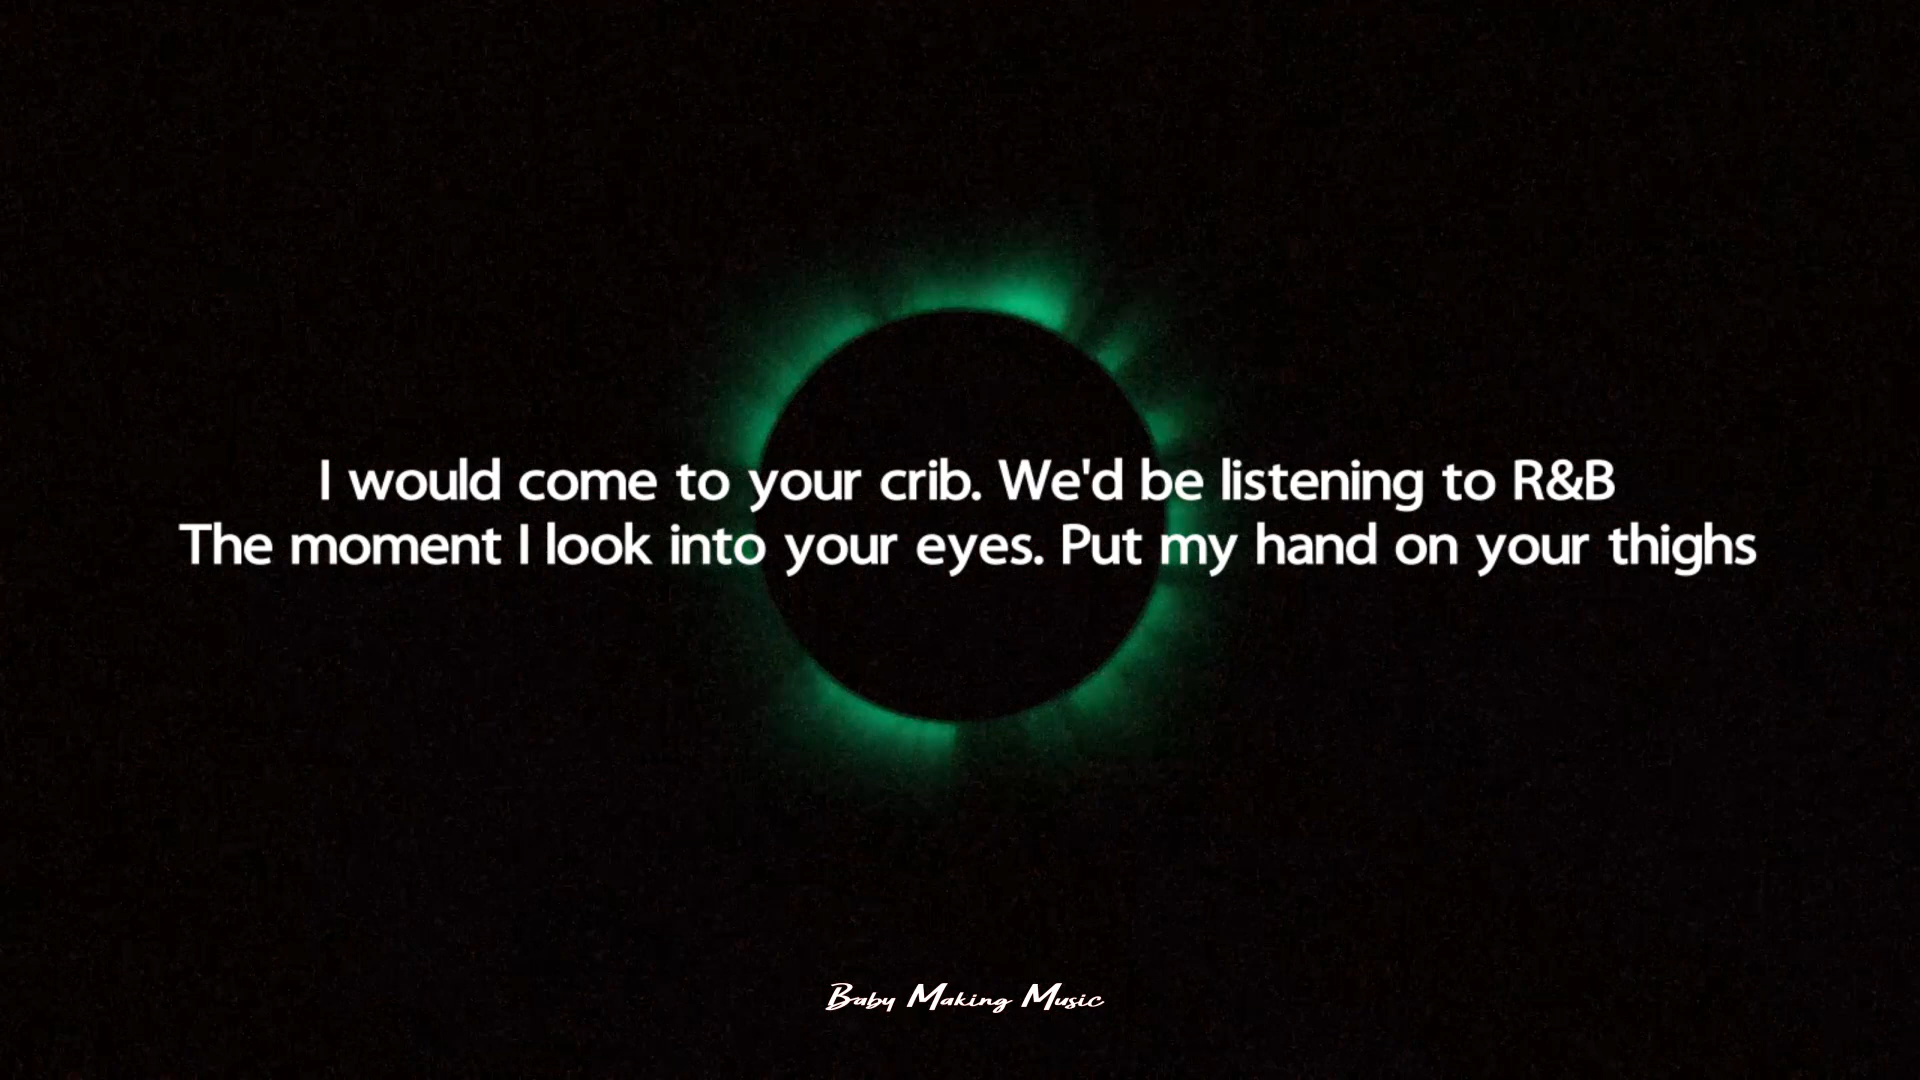 I would come to your crib. We'd be listening to R&B
The moment I look into your eyes. Put my hand on your thighs
Baby Making Music